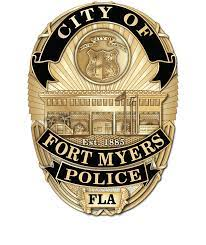 CITY OF
Est. 1885
FORT MYERS
POLICE
FLA